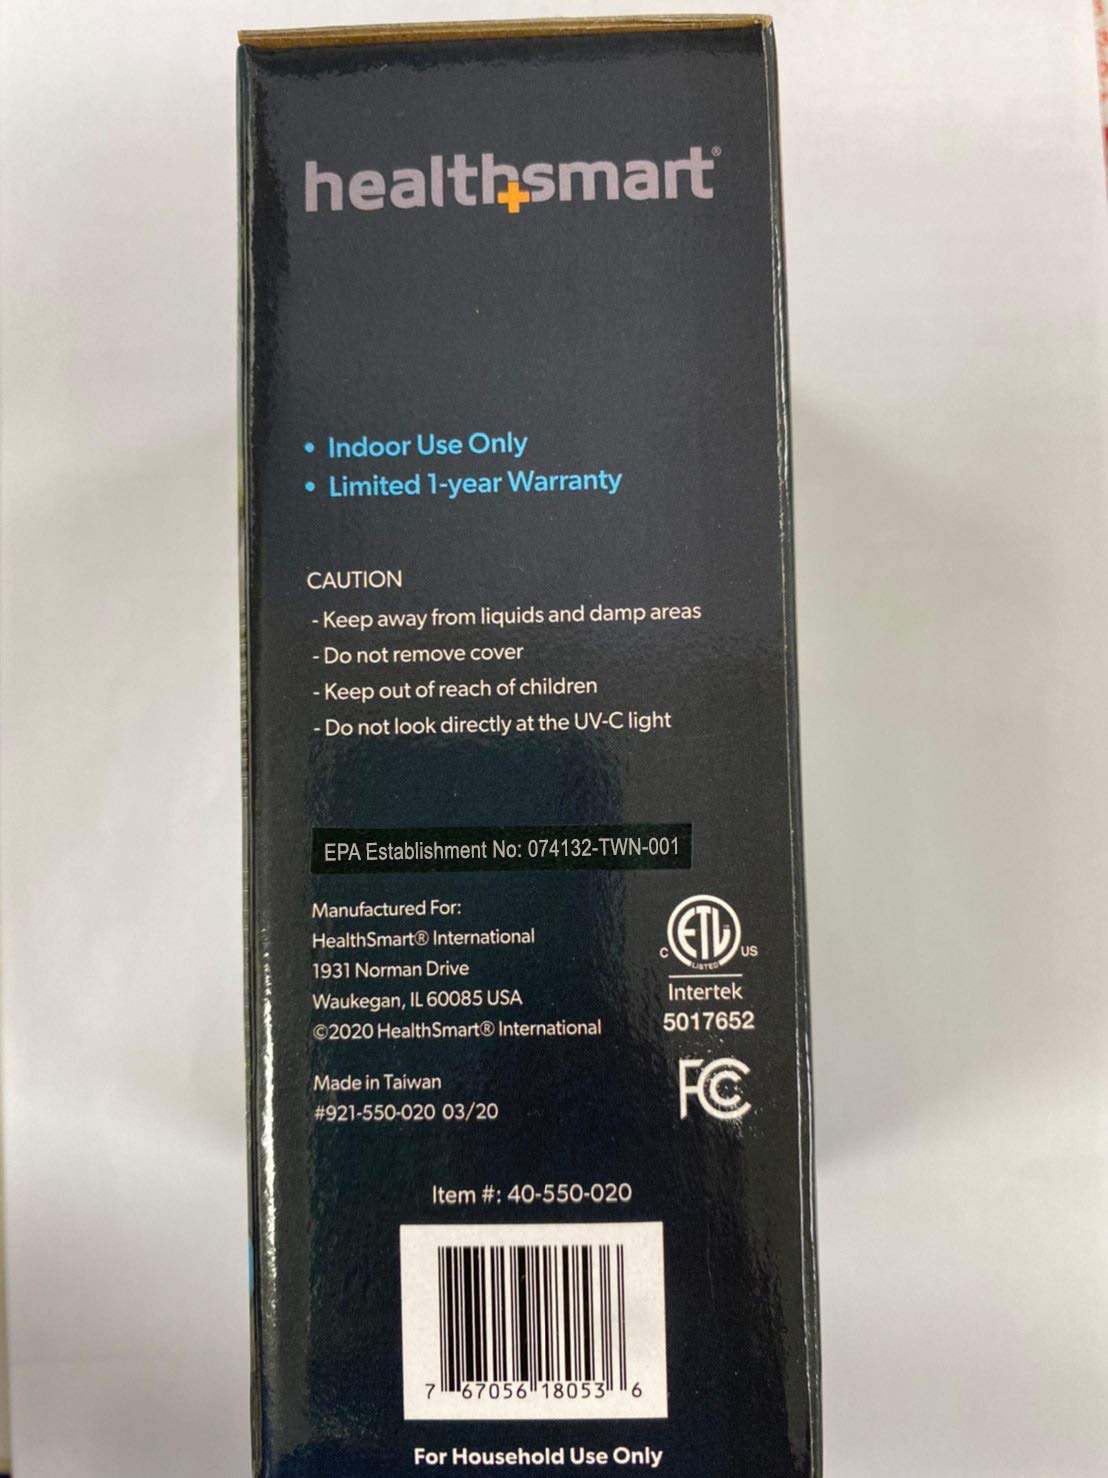 healthsmart®
• Indoor Use Only
• Limited 1-year Warranty
CAUTION
- Keep away from liquids and damp areas
- Do not remove cover
- Keep out of reach of children
- Do not look directly at the UV-C light
EPA Establishment No: 074132-TWN-001
Manufactured For:
HealthSmart® International
1931 Norman Drive
Waukegan, IL 60085 USA
©2020 HealthSmart® International
ETL
LISTED
C US
Intertek
5017652
Made in Taiwan
#921-550-020 03/20
FCC
Item #: 40-550-020
7 67056 18053 6
For Household Use Only